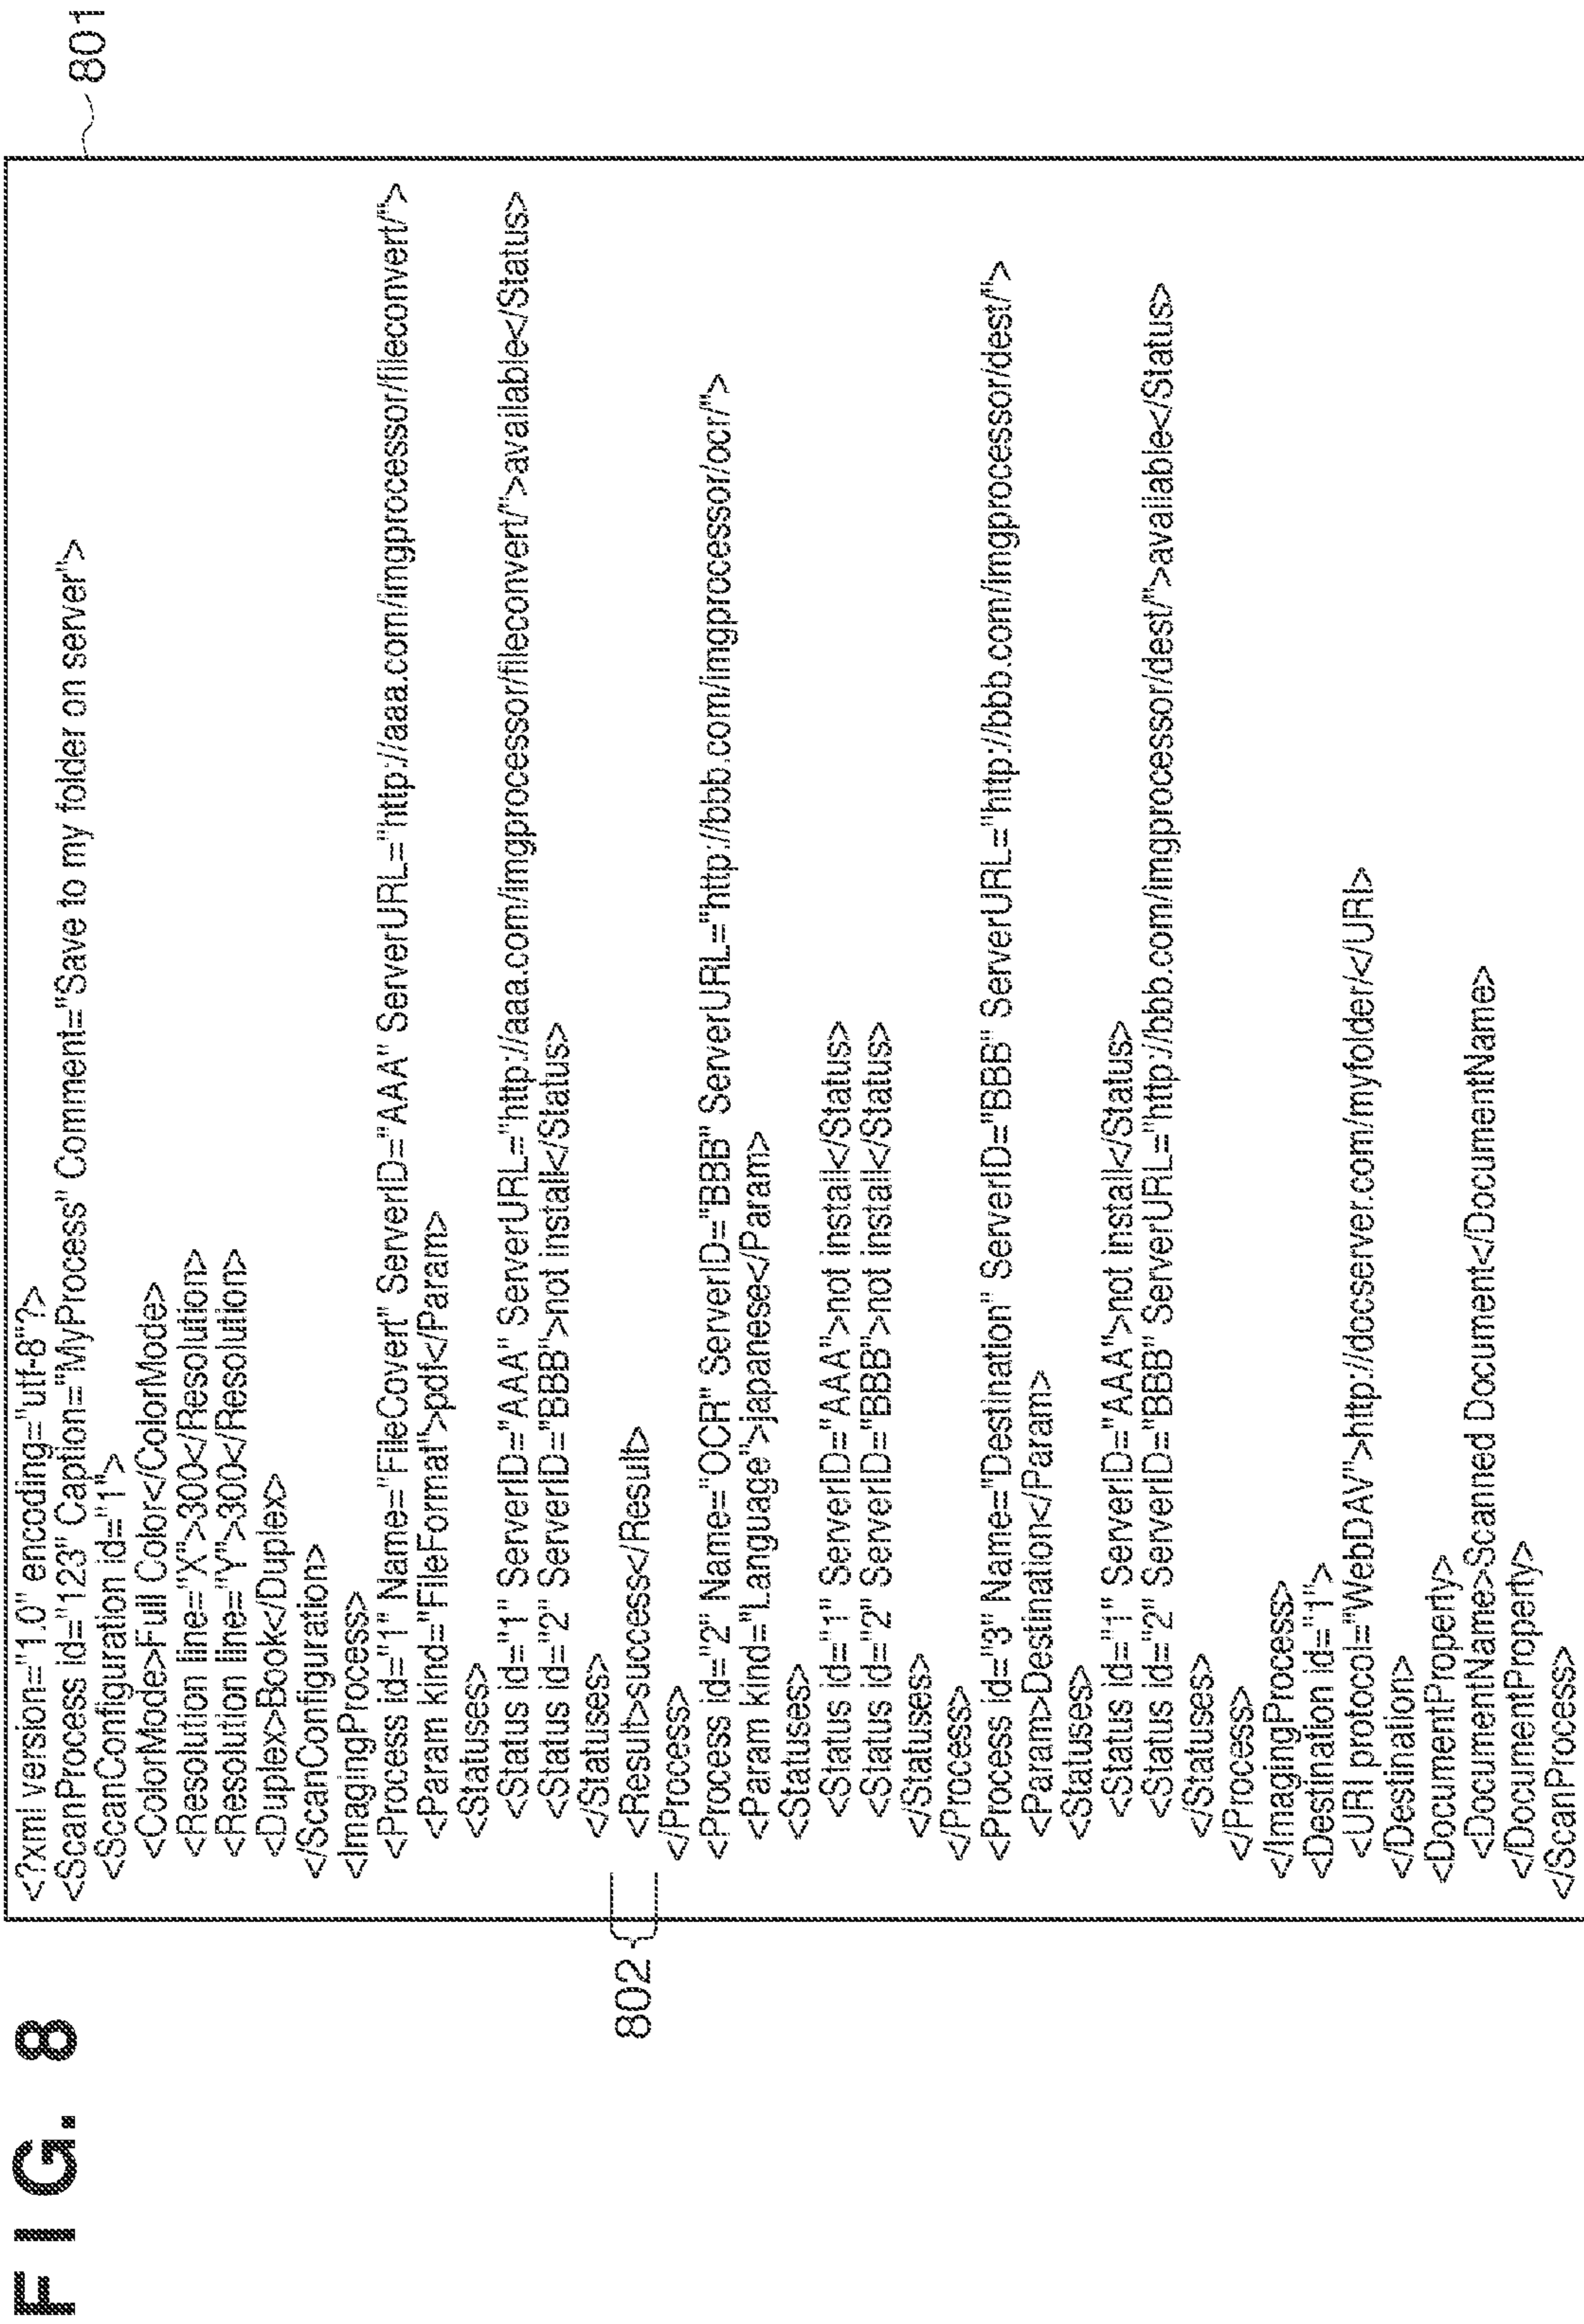 FIG. 8
801
<?xml version="1.0" encoding="utf-8"?>
<ScanProcess id="123" Caption="MyProcess" Comment="Save to my folder on server">
<ScanConfiguration id="1">
<ColorMode>Full Color</ColorMode>
<Resolution line="X">300</Resolution>
<Resolution line="Y">300</Resolution>
<Duplex>Book</Duplex>
</ScanConfiguration>
<ImagingProcess>
<Process id="1" Name="FileCovert" ServerID="AAA" ServerURL="http://aaa.com/imgprocessor/fileconvert/">
<Param kind="FileFormat">pdf</Param>
<Statuses>
<Status id="1" ServerID="AAA" ServerURL="http://aaa.com/imgprocessor/fileconvert/">available</Status>
<Status id="2" ServerID="BBB">not install</Status>
</Statuses>
802
<Result>success</Result>
</Process>
<Process id="2" Name="OCR" ServerID="BBB" ServerURL="http://bbb.com/imgprocessor/ocr/">
<Param kind="Language">japanese</Param>
<Statuses>
<Status id="1" ServerID="AAA">not install</Status>
<Status id="2" ServerID="BBB">not install</Status>
</Statuses>
</Process>
<Process id="3" Name="Destination" ServerID="BBB" ServerURL="http://bbb.com/imgprocessor/dest/">
<Param>Destination</Param>
<Statuses>
<Status id="1" ServerID="AAA">not install</Status>
<Status id="2" ServerID="BBB" ServerURL="http://bbb.com/imgprocessor/dest/">available</Status>
</Statuses>
</Process>
</ImagingProcess>
<Destination id="1">
<URI protocol="WebDAV">http://docserver.com/myfolder/</URI>
</Destination>
<DocumentProperty>
<DocumentName>Scanned Document</DocumentName>
</DocumentProperty>
</ScanProcess>